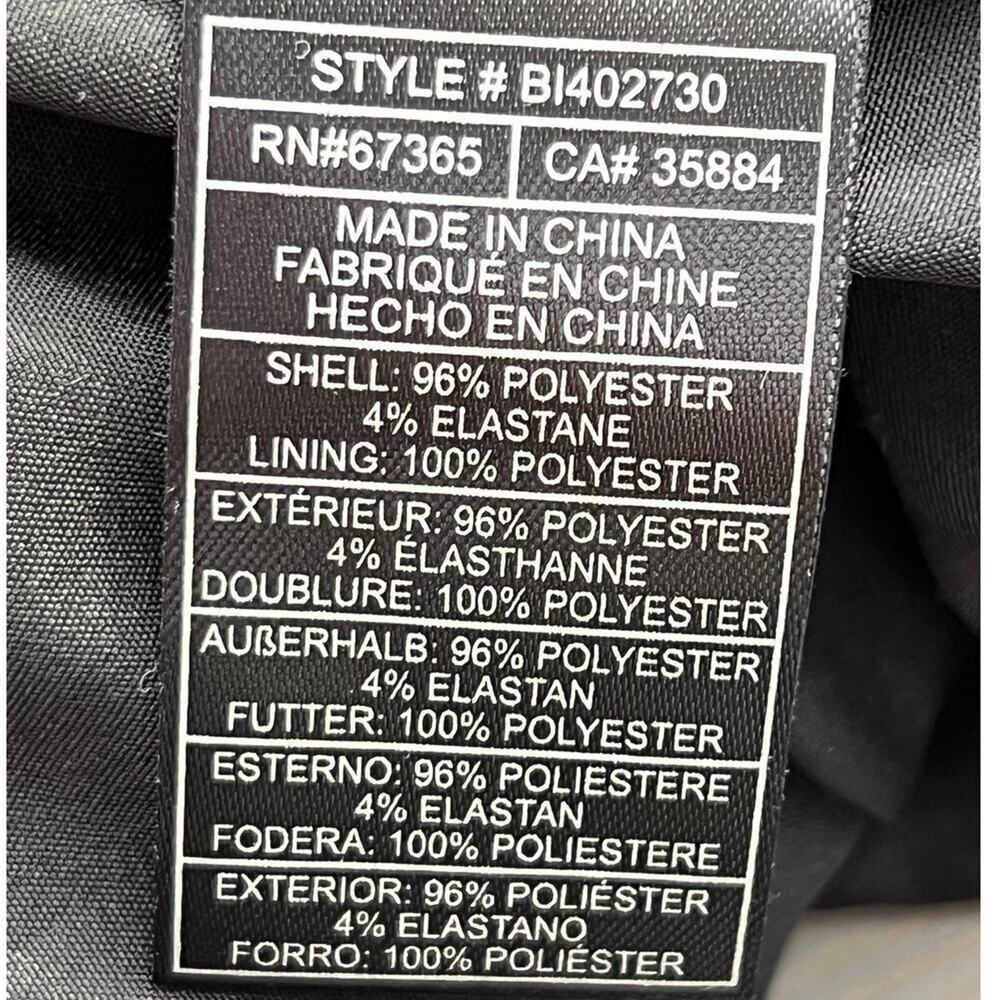 STYLE # BI402730
RN#67365 CA# 35884
MADE IN CHINA
FABRIQUÉ EN CHINE
HECHO EN CHINA
SHELL: 96% POLYESTER
4% ELASTANE
LINING: 100% POLYESTER
EXTÉRIEUR: 96% POLYESTER
4% ÉLASTHANNE
DOUBLURE: 100% POLYESTER
AUßERHALB: 96% POLYESTER
4% ELASTAN
FUTTER: 100% POLYESTER
ESTERNO: 96% POLIESTERE
4% ELASTAN
FODERA: 100% POLIESTERE
EXTERIOR: 96% POLIÉSTER
4% ELASTANO
FORRO: 100% POLIÉSTER